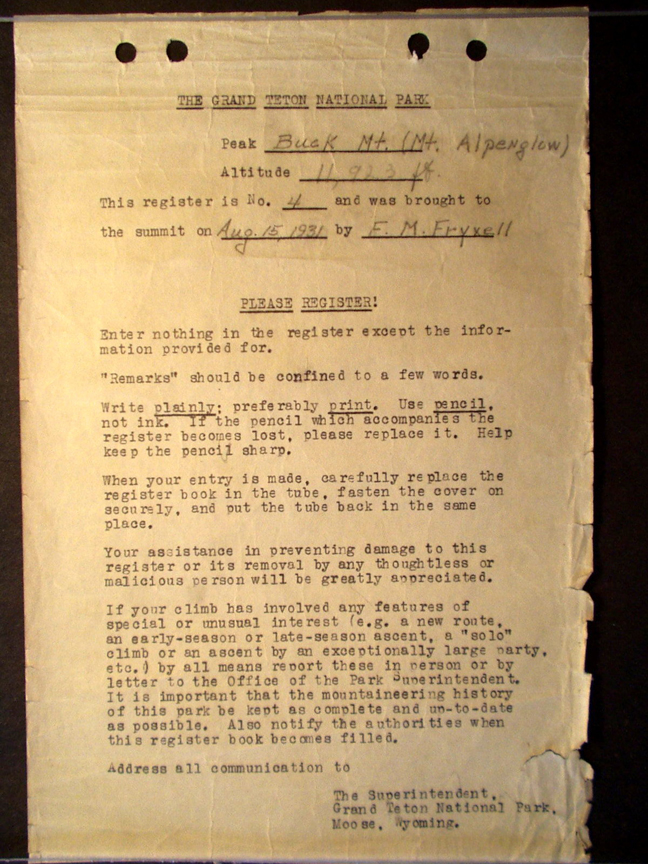 THE GRAND TETON NATIONAL PARK
Peak Buck Mt. (Mt. Alpenglow)
Altitude 11,923 ft.
This register is No. 4 and was brought to
the summit on Aug. 15, 1931 by F. M. Fryxell
PLEASE REGISTER!
Enter nothing in the register except the infor-
mation provided for.
"Remarks" should be confined to a few words.
Write plainly; preferably print. Use pencil,
not ink. If the pencil which accompanies the
register becomes lost, please replace it. Help
keep the pencil sharp.
When your entry is made, carefully replace the
register book in the tube, fasten the cover on
securely, and put the tube back in the same
place.
Your assistance in preventing damage to this
register or its removal by any thoughtless or
malicious person will be greatly appreciated.
If your climb has involved any features of
special or unusual interest (e.g. a new route,
an early-season or late-season ascent, a "solo"
climb or an ascent by an exceptionally large party,
etc.) by all means report these in person or by
letter to the Office of the Park Superintendent.
It is important that the mountaineering history
of this park be kept as complete and up-to-date
as possible. Also notify the authorities when
this register book becomes filled.
Address all communication to
The Superintendent,
Grand Teton National Park,
Moose, Wyoming.